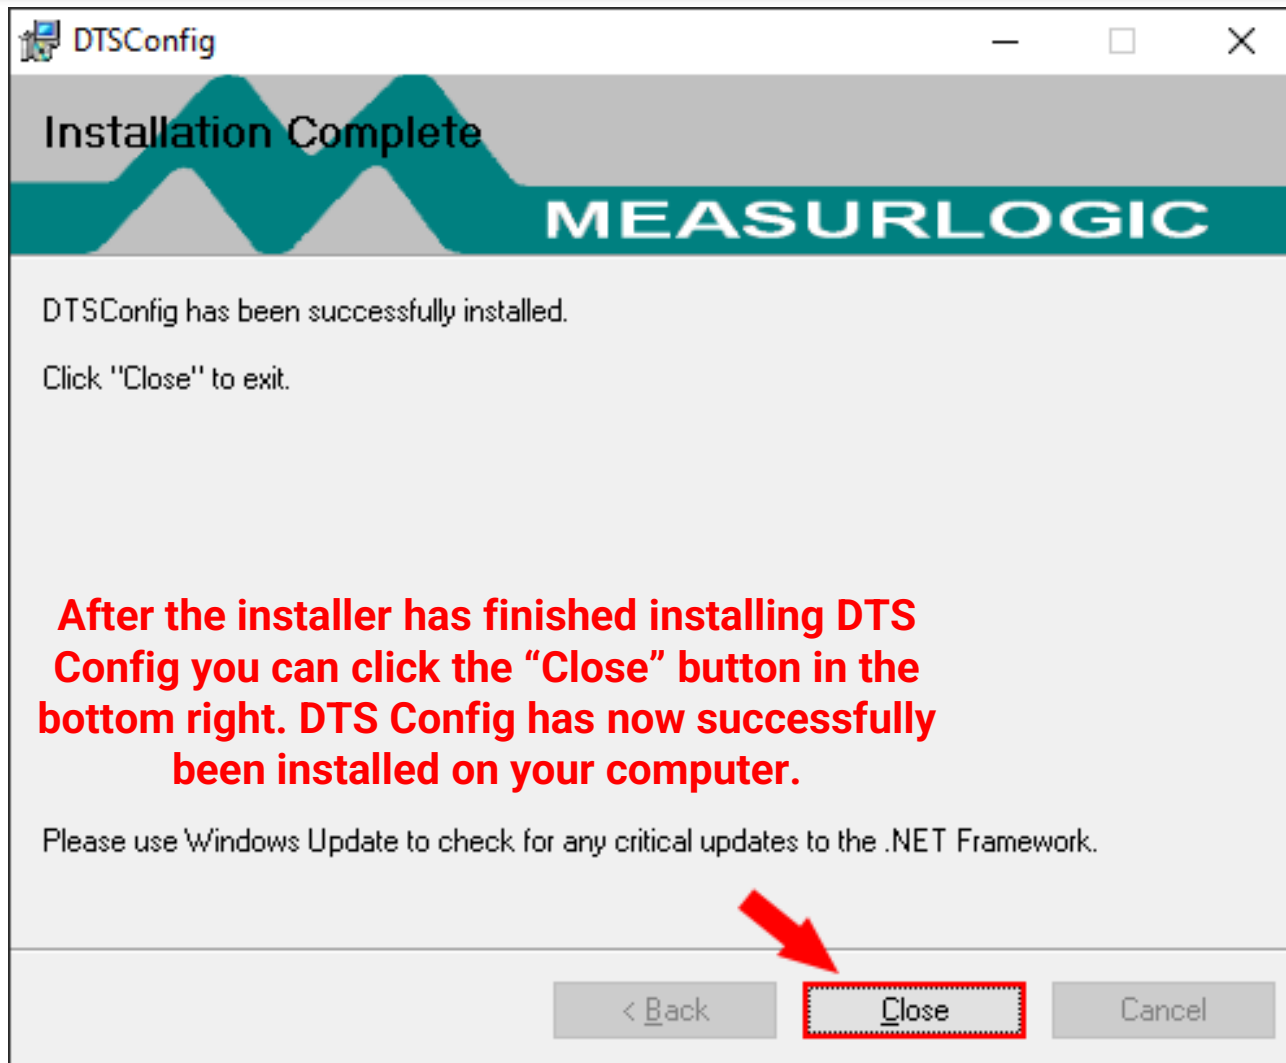 DTSConfig
Installation Complete
MEASURLOGIC
DTSConfig has been successfully installed.
Click "Close" to exit.
After the installer has finished installing DTS
Config you can click the “Close” button in the
bottom right. DTS Config has now successfully
been installed on your computer.
Please use Windows Update to check for any critical updates to the .NET Framework.
< Back
Close
Cancel